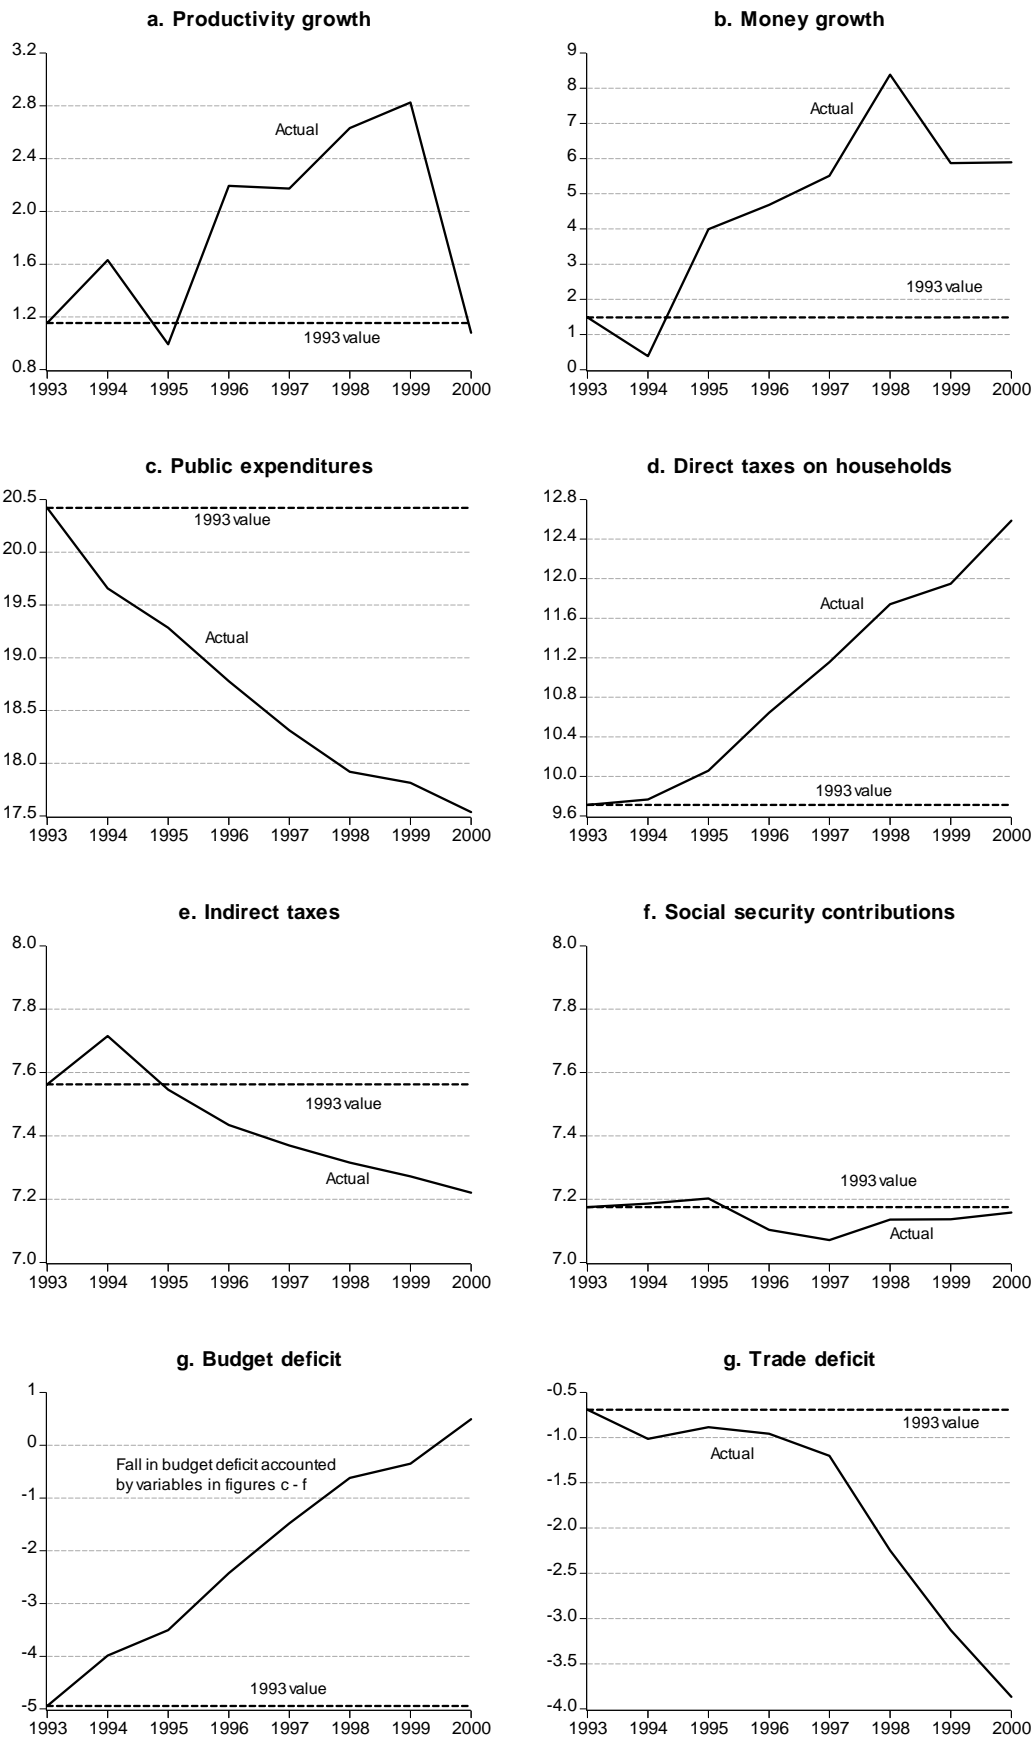 a. Productivity growth
3.2
2.8
2.4
2.0
1.6
1.2
0.8
Actual
1993 value
1993 1994 1995 1996 1997 1998 1999 2000
b. Money growth
9
8
7
6
5
4
3
2
1
0
Actual
1993 value
1993 1994 1995 1996 1997 1998 1999 2000
c. Public expenditures
20.5
20.0
19.5
19.0
18.5
18.0
17.5
1993 value
Actual
1993 1994 1995 1996 1997 1998 1999 2000
d. Direct taxes on households
12.8
12.4
12.0
11.6
11.2
10.8
10.4
10.0
9.6
Actual
1993 value
1993 1994 1995 1996 1997 1998 1999 2000
e. Indirect taxes
8.0
7.8
7.6
7.4
7.2
7.0
1993 value
Actual
1993 1994 1995 1996 1997 1998 1999 2000
f. Social security contributions
8.0
7.8
7.6
7.4
7.2
7.0
1993 value
Actual
1993 1994 1995 1996 1997 1998 1999 2000
g. Budget deficit
1
0
-1
-2
-3
-4
-5
Fall in budget deficit accounted
by variables in figures c - f
1993 value
1993 1994 1995 1996 1997 1998 1999 2000
g. Trade deficit
-0.5
-1.0
-1.5
-2.0
-2.5
-3.0
-3.5
-4.0
1993 value
Actual
1993 1994 1995 1996 1997 1998 1999 2000